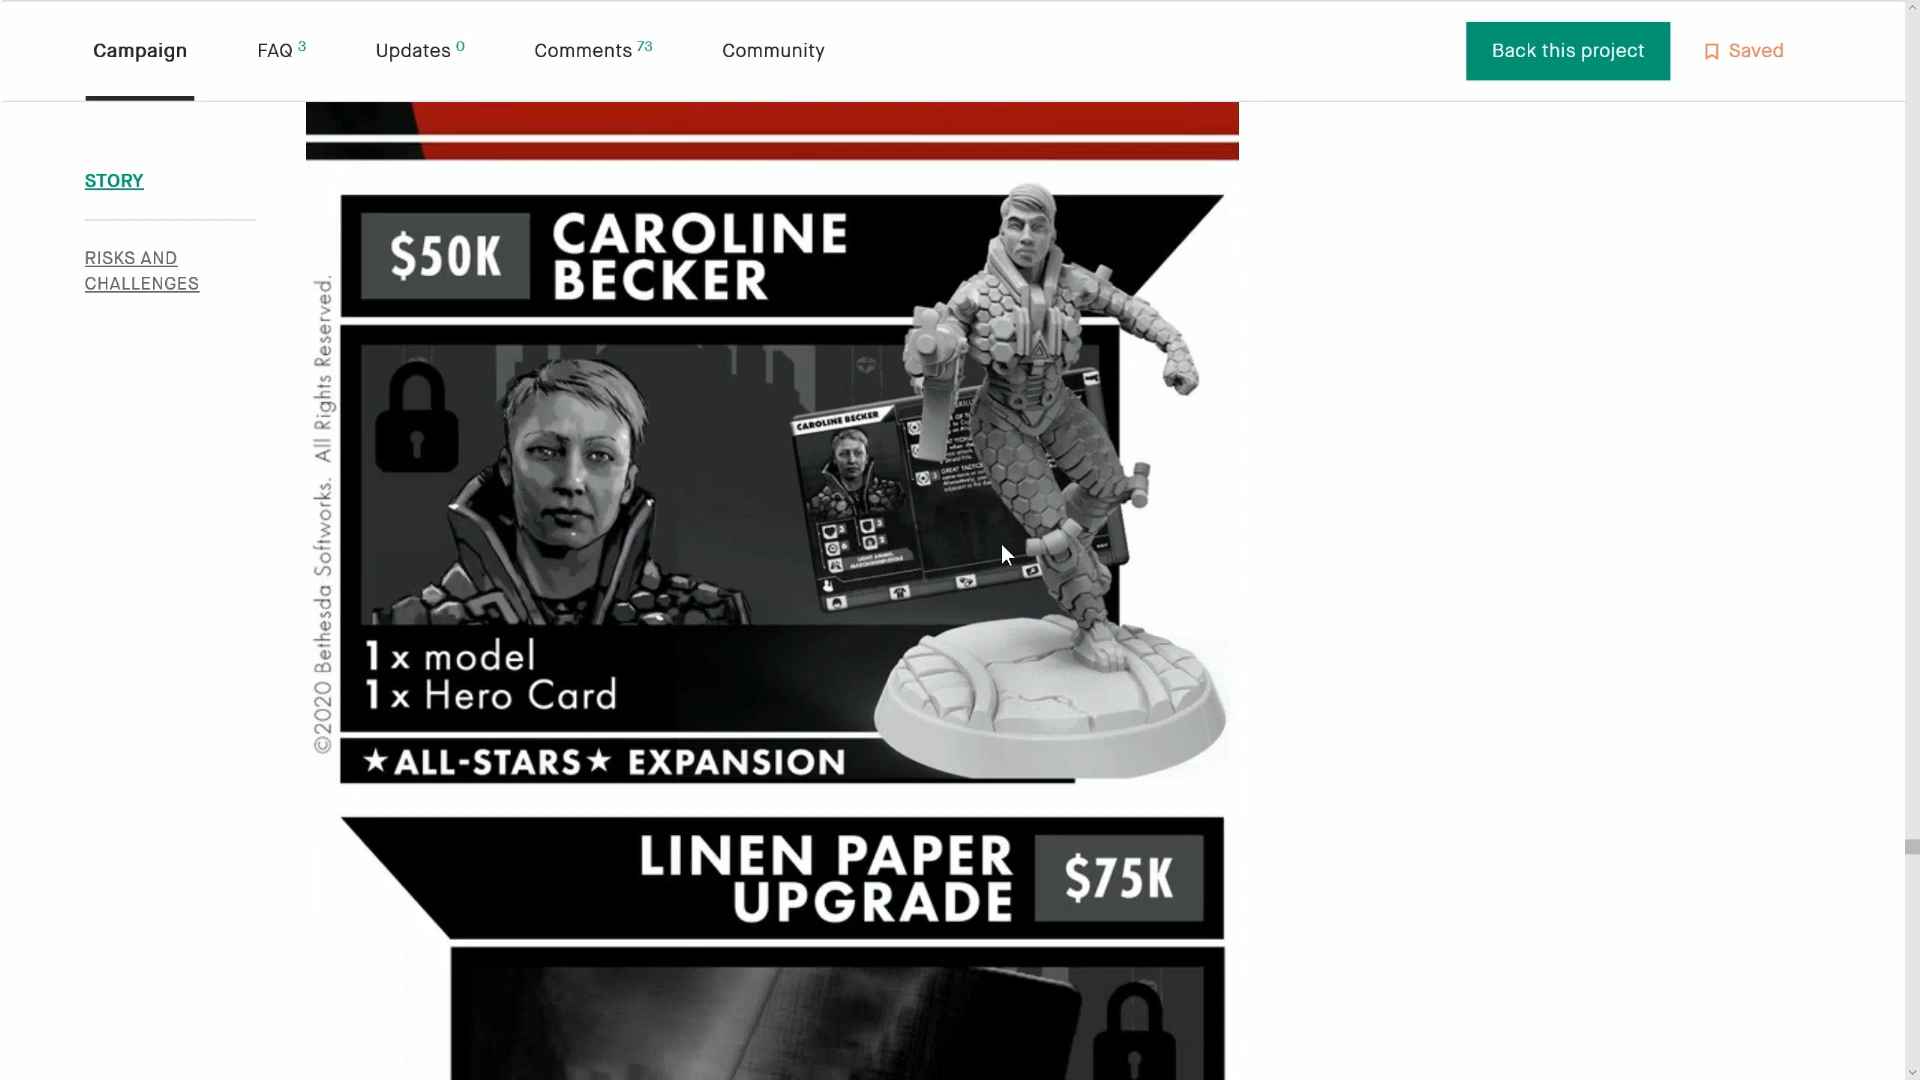 Campaign
FAQ 3
Updates 0
Comments 73
Community
Back this project
Saved
STORY
RISKS AND
CHALLENGES
©2020 Bethesda Softworks. All Rights Reserved.
$50K
CAROLINE
BECKER
CAROLINE BECKER
1 x model
1 x Hero Card
★ALL-STARS★ EXPANSION
LINEN PAPER
UPGRADE
$75K